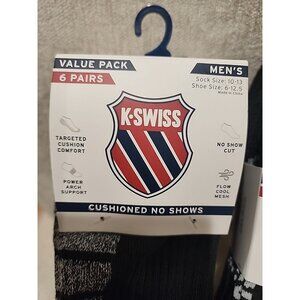 VALUE PACK
6 PAIRS
MEN'S
Sock Size: 10-13
Shoe Size: 6-12.5
Made in China
K•SWISS
TARGETED
CUSHION
COMFORT
NO SHOW
CUT
POWER
ARCH
SUPPORT
FLOW
COOL
MESH
CUSHIONED NO SHOWS